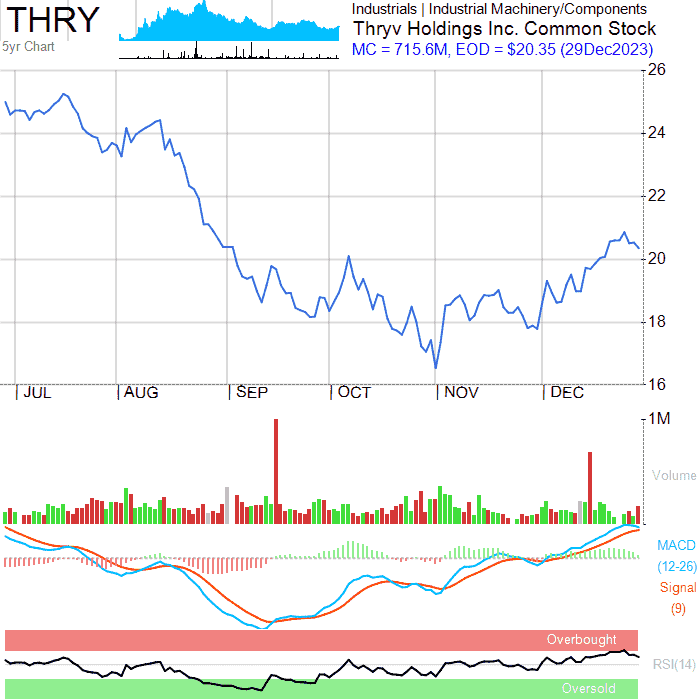 THRY
5yr Chart
Industrials | Industrial Machinery/Components
Thryv Holdings Inc. Common Stock
MC = 715.6M, EOD = $20.35 (29Dec2023)
26
24
22
20
18
16
JUL AUG SEP OCT NOV DEC
1M
Volume
MACD
(12-26)
Signal
(9)
Overbought
RSI(14)
Oversold